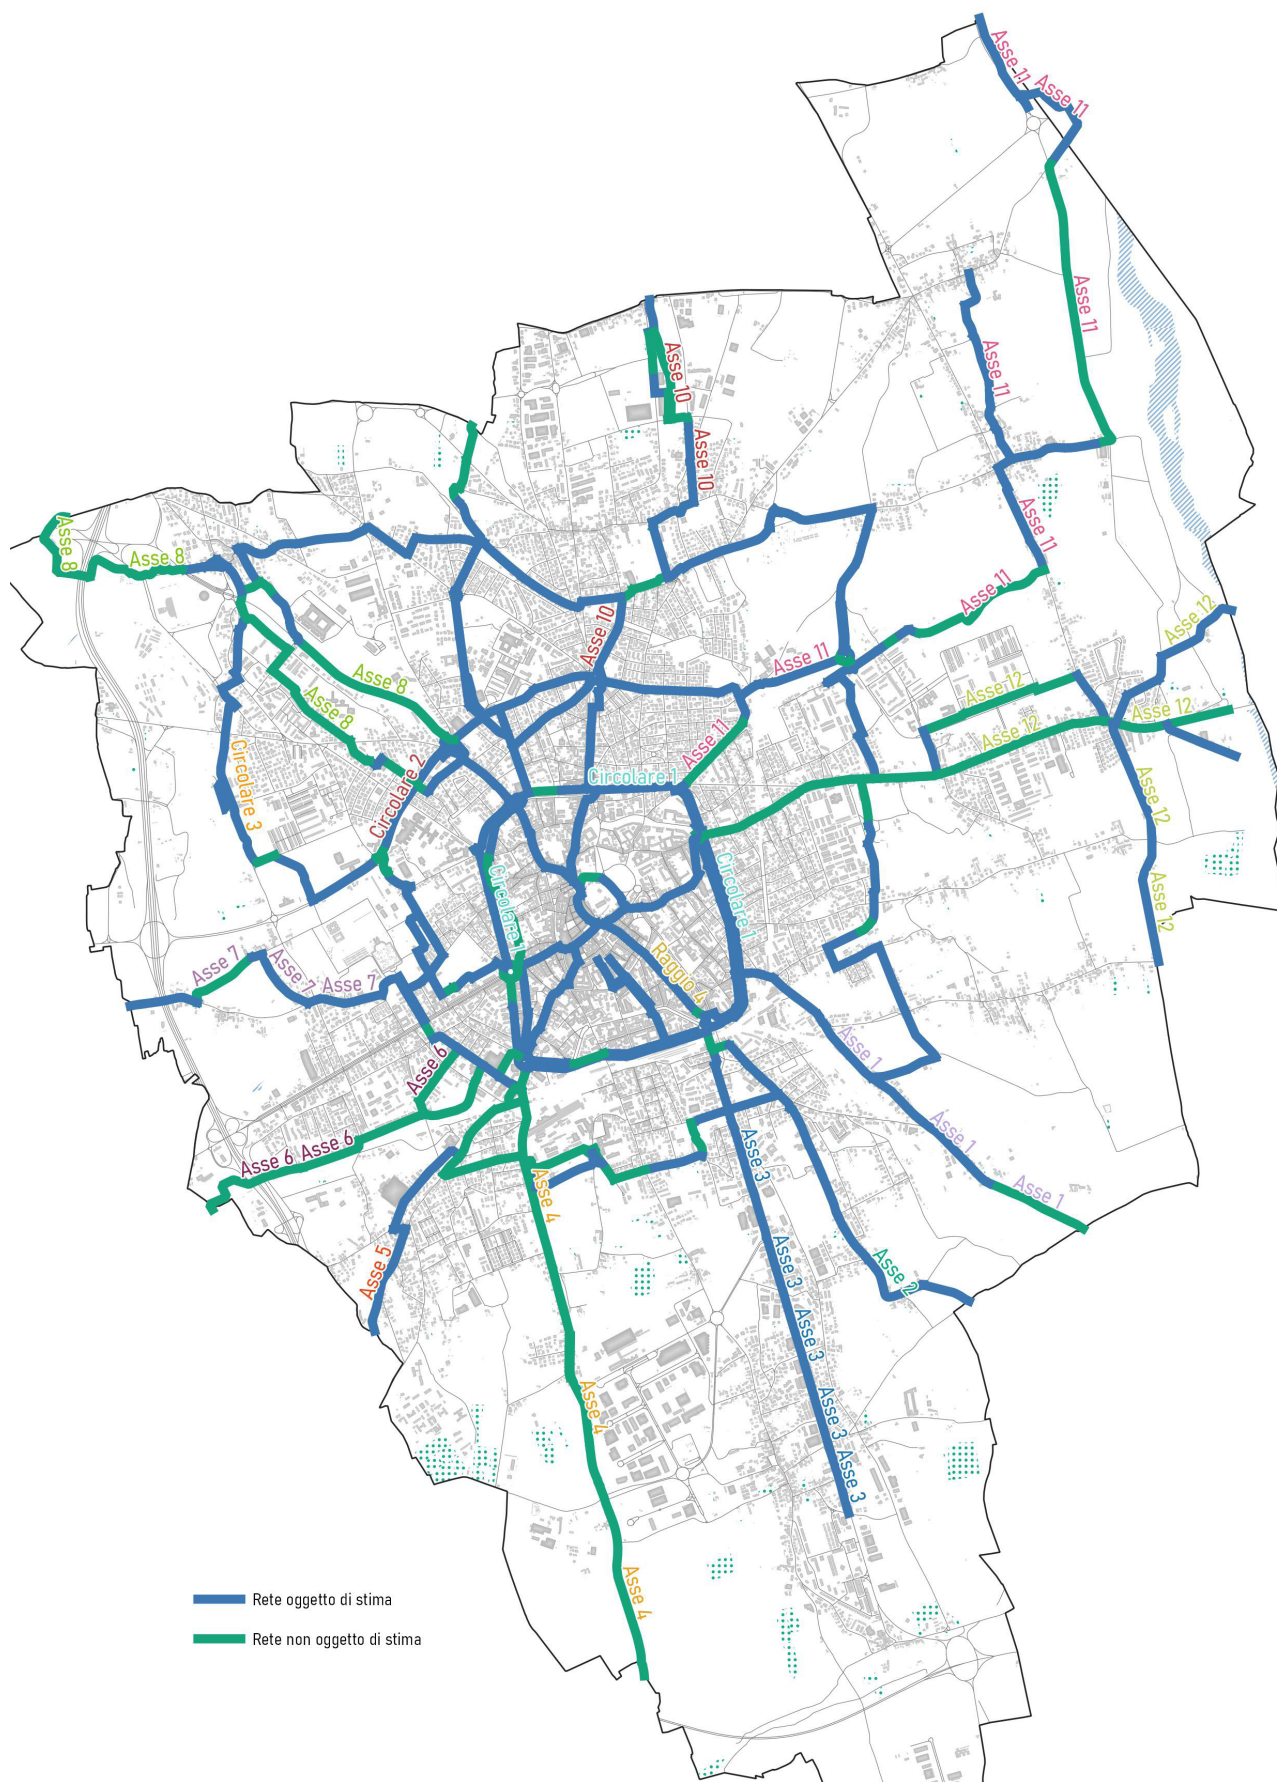 Asse 11
Asse 11
Asse 11
Asse 11
Asse 10
Asse 10
Asse 11
Asse 8
Asse 8
Asse 11
Asse 12
Asse 10
Asse 11
Asse 8
Asse 12
Asse 8
Asse 12
Asse 12
Asse 11
Circolare 3
Circolare 2
Circolare 1
Asse 12
Circolare 1
Circolare 1
Asse 12
Asse 7
Asse 7
Asse 7
Raggio 4
Asse 6
Asse 1
Asse 6
Asse 6
Asse 1
Asse 3
Asse 4
Asse 1
Asse 5
Asse 3
Asse 2
Asse 3
Asse 4
Asse 3
Asse 3
Asse 4
Rete oggetto di stima
Rete non oggetto di stima